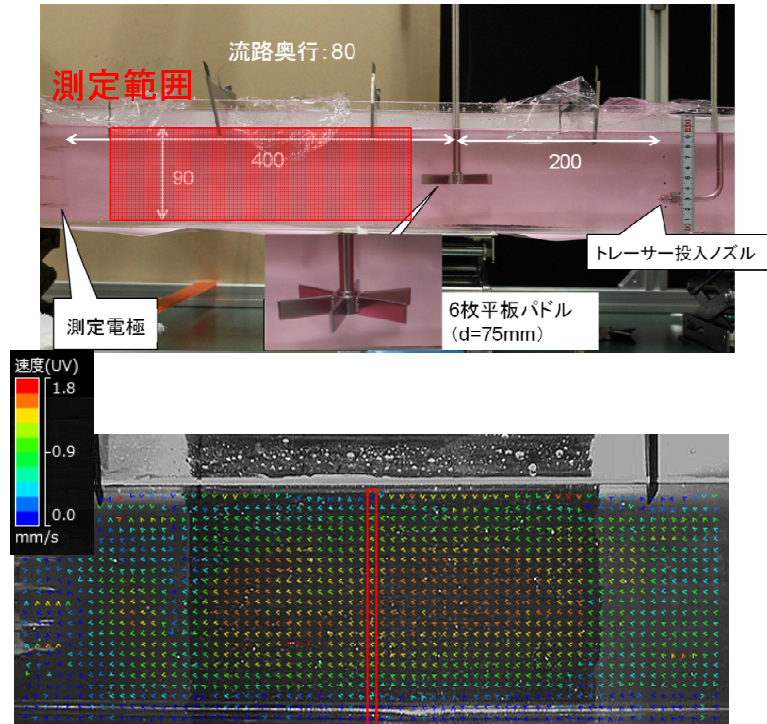 流路奥行:80
測定範囲
400
200
90
トレーサー投入ノズル
測定電極
6枚平板パドル
(d=75mm)
速度(UV)
1.8
0.9
0.0
mm/s